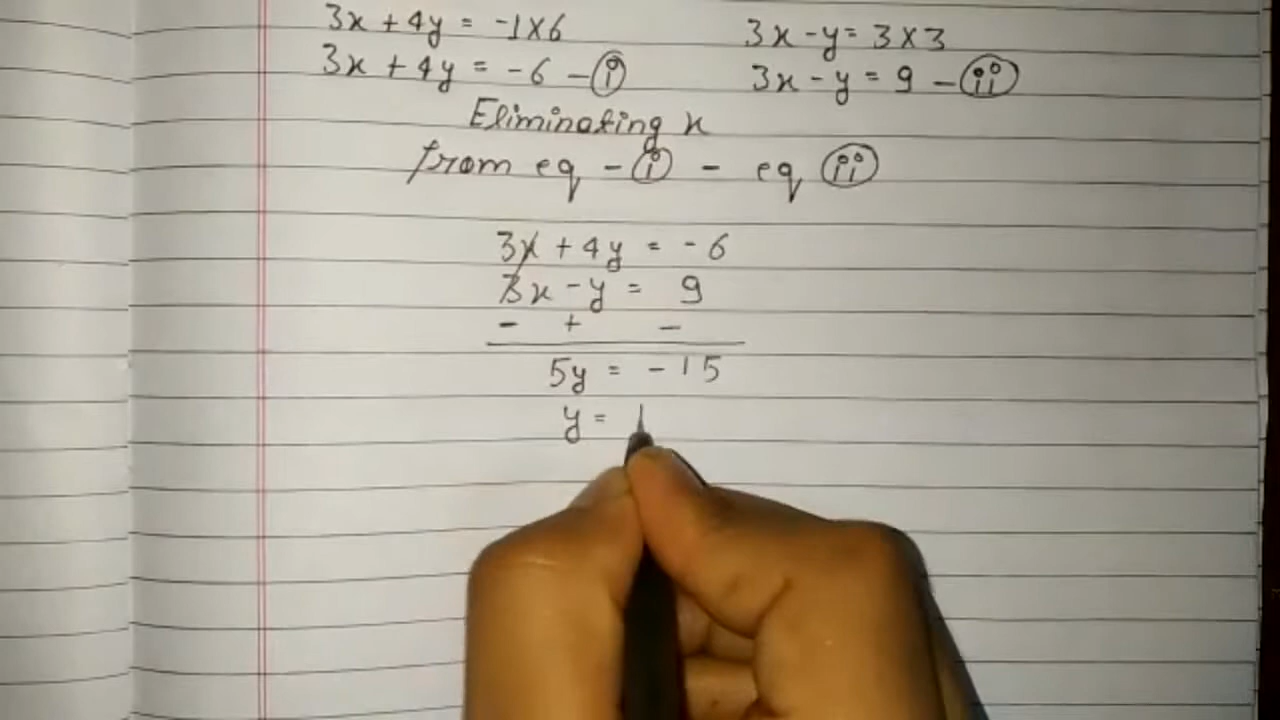 3x + 4y = -1×6
3x - y = 3×3
3x + 4y = -6 - (i)
3x - y = 9 - (ii)
Eliminating x
from eq - (i) - eq (ii)
3x + 4y = -6
3x - y = 9
- + -
5y = -15
y =